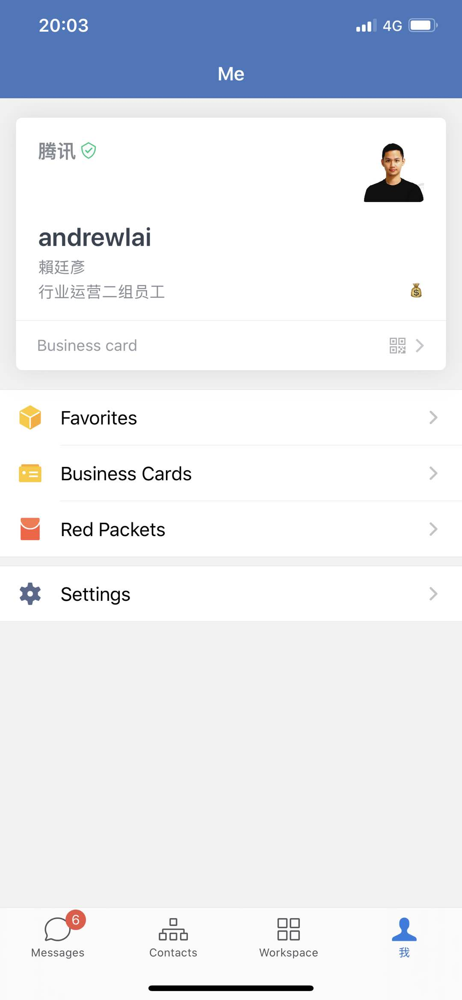 20:03
4G
Me
腾讯
andrewlai
賴廷彥
行业运营二组员工
Business card
Favorites
Business Cards
Red Packets
Settings
6
Messages
Contacts
Workspace
我